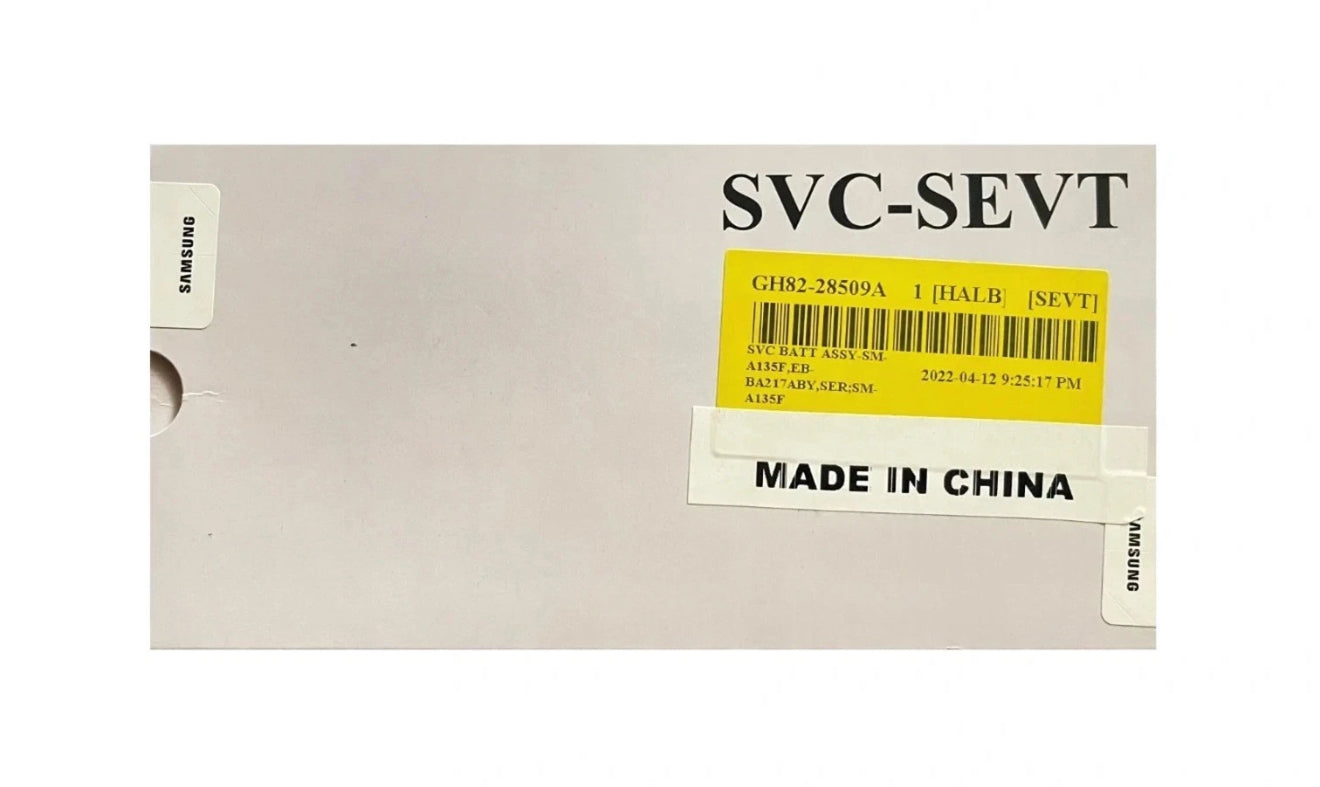 SVC-SEVT
SAMSUNG
GH82-28509A 1 [HALB] [SEVT]
SVC BATT ASSY-SM-
A135F,EB-
BA217ABY,SER;SM-
A135F
2022-04-12 9:25:17 PM
MADE IN CHINA
SAMSUNG